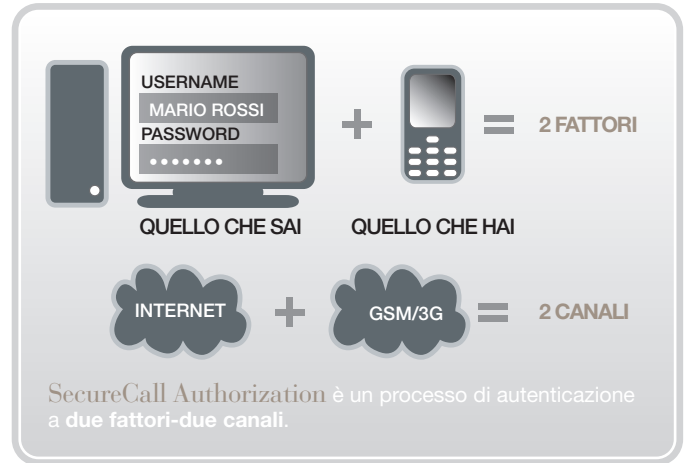 USERNAME
MARIO ROSSI
PASSWORD
•••••••
+ = 2 FATTORI
QUELLO CHE SAI QUELLO CHE HAI
INTERNET + GSM/3G = 2 CANALI
SecureCall Authorization è un processo di autenticazione
a due fattori-due canali.